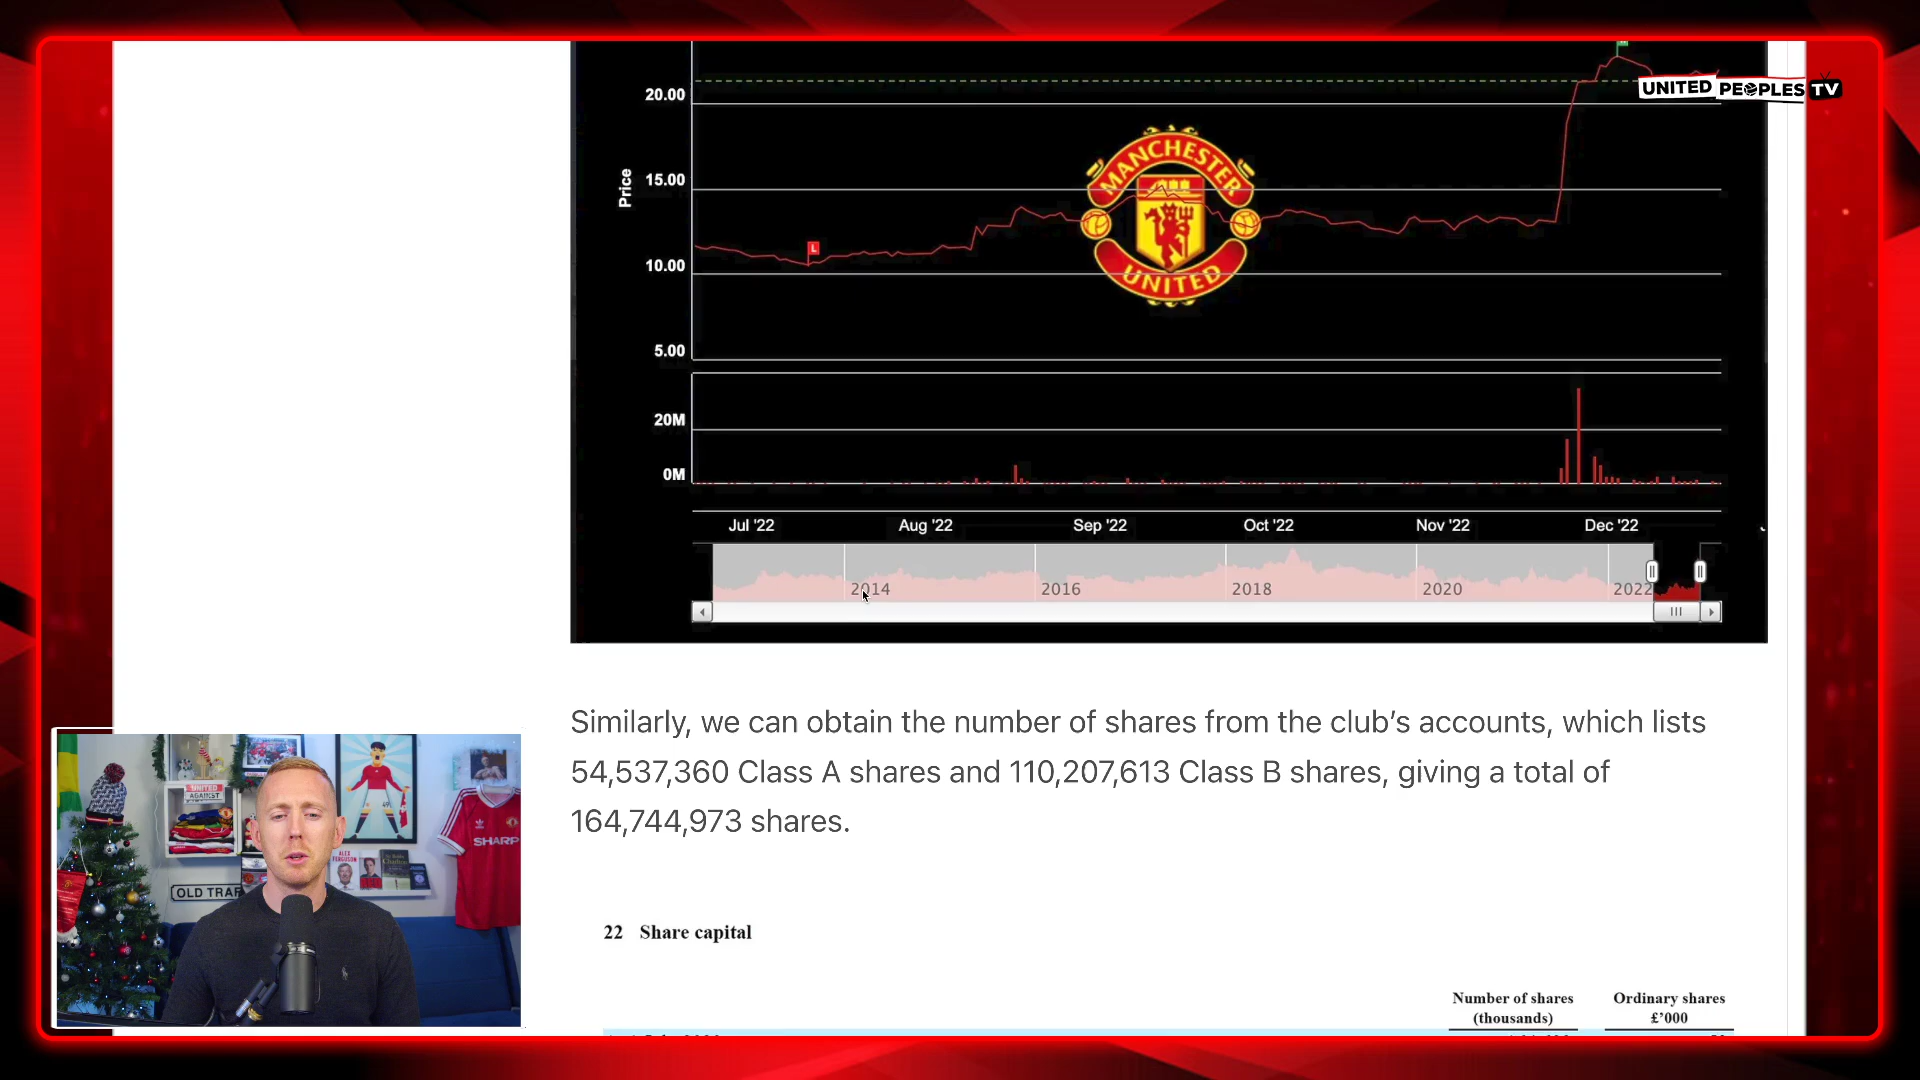 UNITED PEOPLES TV
20.00
15.00
10.00
5.00
Price
L
MANCHESTER
UNITED
20M
0M
Jul '22
Aug '22
Sep '22
Oct '22
Nov '22
Dec '22
2014
2016
2018
2020
2022
Similarly, we can obtain the number of shares from the club’s accounts, which lists
54,537,360 Class A shares and 110,207,613 Class B shares, giving a total of
164,744,973 shares.
22 Share capital
Number of shares
(thousands)
Ordinary shares
£’000
UNITED
AGAINST
ALEX
FERGUSON
OLD TRAF
SHARP